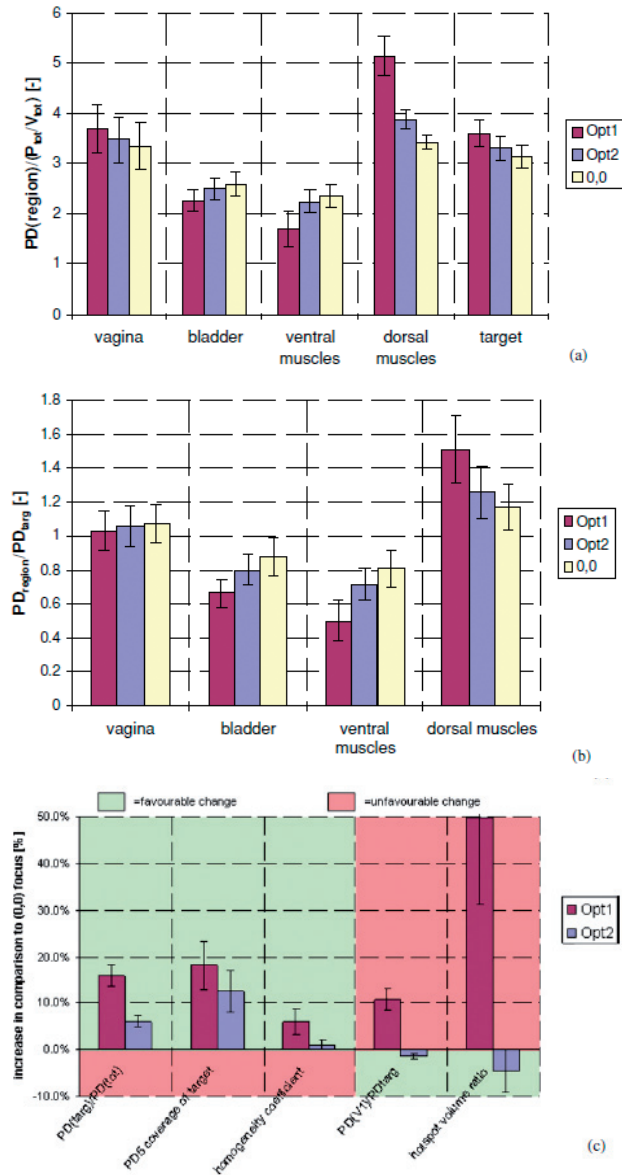 6
5
4
3
2
1
0
PD(region)/(P_tot/V_tot) [-]
Opt1
Opt2
0,0
vagina
bladder
ventral
muscles
dorsal
muscles
target
(a)
1.8
1.6
1.4
1.2
1
0.8
0.6
0.4
0.2
0
PD_region/PD_targ [-]
Opt1
Opt2
0,0
vagina
bladder
ventral
muscles
dorsal muscles
(b)
=favourable change
=unfavourable change
50.0%
40.0%
30.0%
20.0%
10.0%
0.0%
-10.0%
increase in comparison to (0,0) focus [%]
Opt1
Opt2
PD(targ)/PD(tot)
PD5 coverage of target
homogeneity coefficient
PD(V1)/PDtarg
hotspot volume ratio
(c)